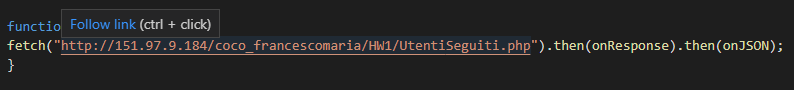 Follow link (ctrl + click)
functio
fetch("http://151.97.9.184/coco_francescomaria/HW1/UtentiSeguiti.php").then(onResponse).then(onJSON);
}